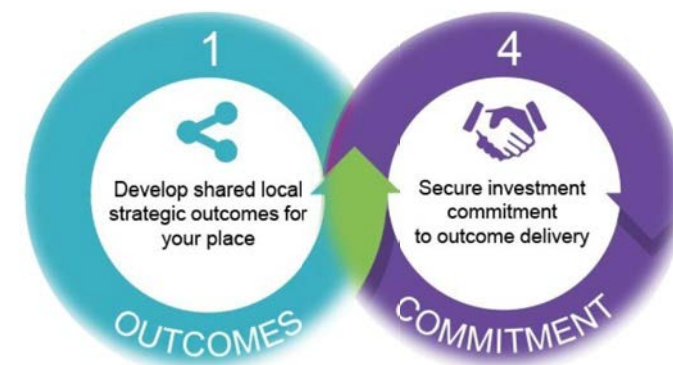 1
Develop shared local
strategic outcomes for
your place
OUTCOMES
4
Secure investment
commitment
to outcome delivery
COMMITMENT